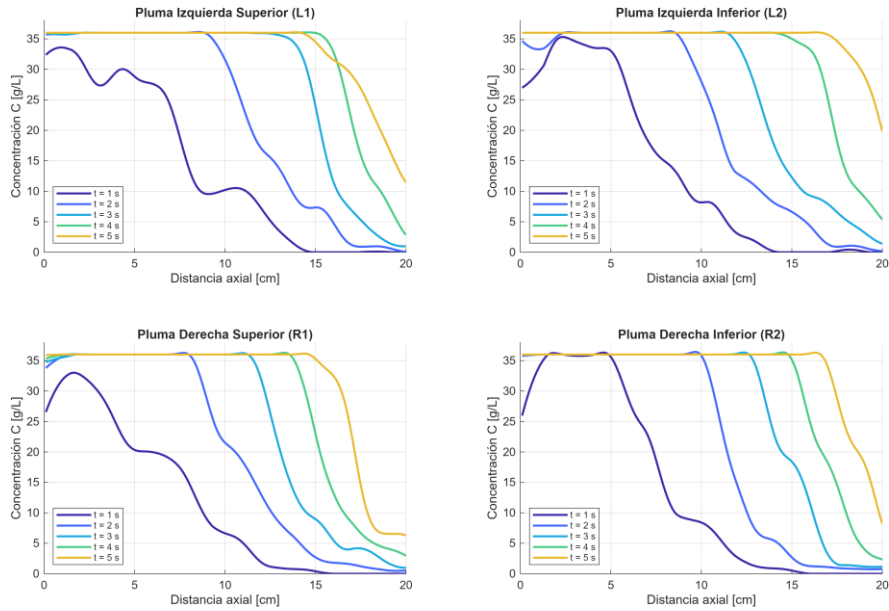 Pluma Izquierda Superior (L1)
Concentración C [g/L]
35
30
25
20
15
10
5
0
t = 1 s
t = 2 s
t = 3 s
t = 4 s
t = 5 s
0 5 10 15 20
Distancia axial [cm]
Pluma Izquierda Inferior (L2)
Concentración C [g/L]
35
30
25
20
15
10
5
0
t = 1 s
t = 2 s
t = 3 s
t = 4 s
t = 5 s
0 5 10 15 20
Distancia axial [cm]
Pluma Derecha Superior (R1)
Concentración C [g/L]
35
30
25
20
15
10
5
0
t = 1 s
t = 2 s
t = 3 s
t = 4 s
t = 5 s
0 5 10 15 20
Distancia axial [cm]
Pluma Derecha Inferior (R2)
Concentración C [g/L]
35
30
25
20
15
10
5
0
t = 1 s
t = 2 s
t = 3 s
t = 4 s
t = 5 s
0 5 10 15 20
Distancia axial [cm]